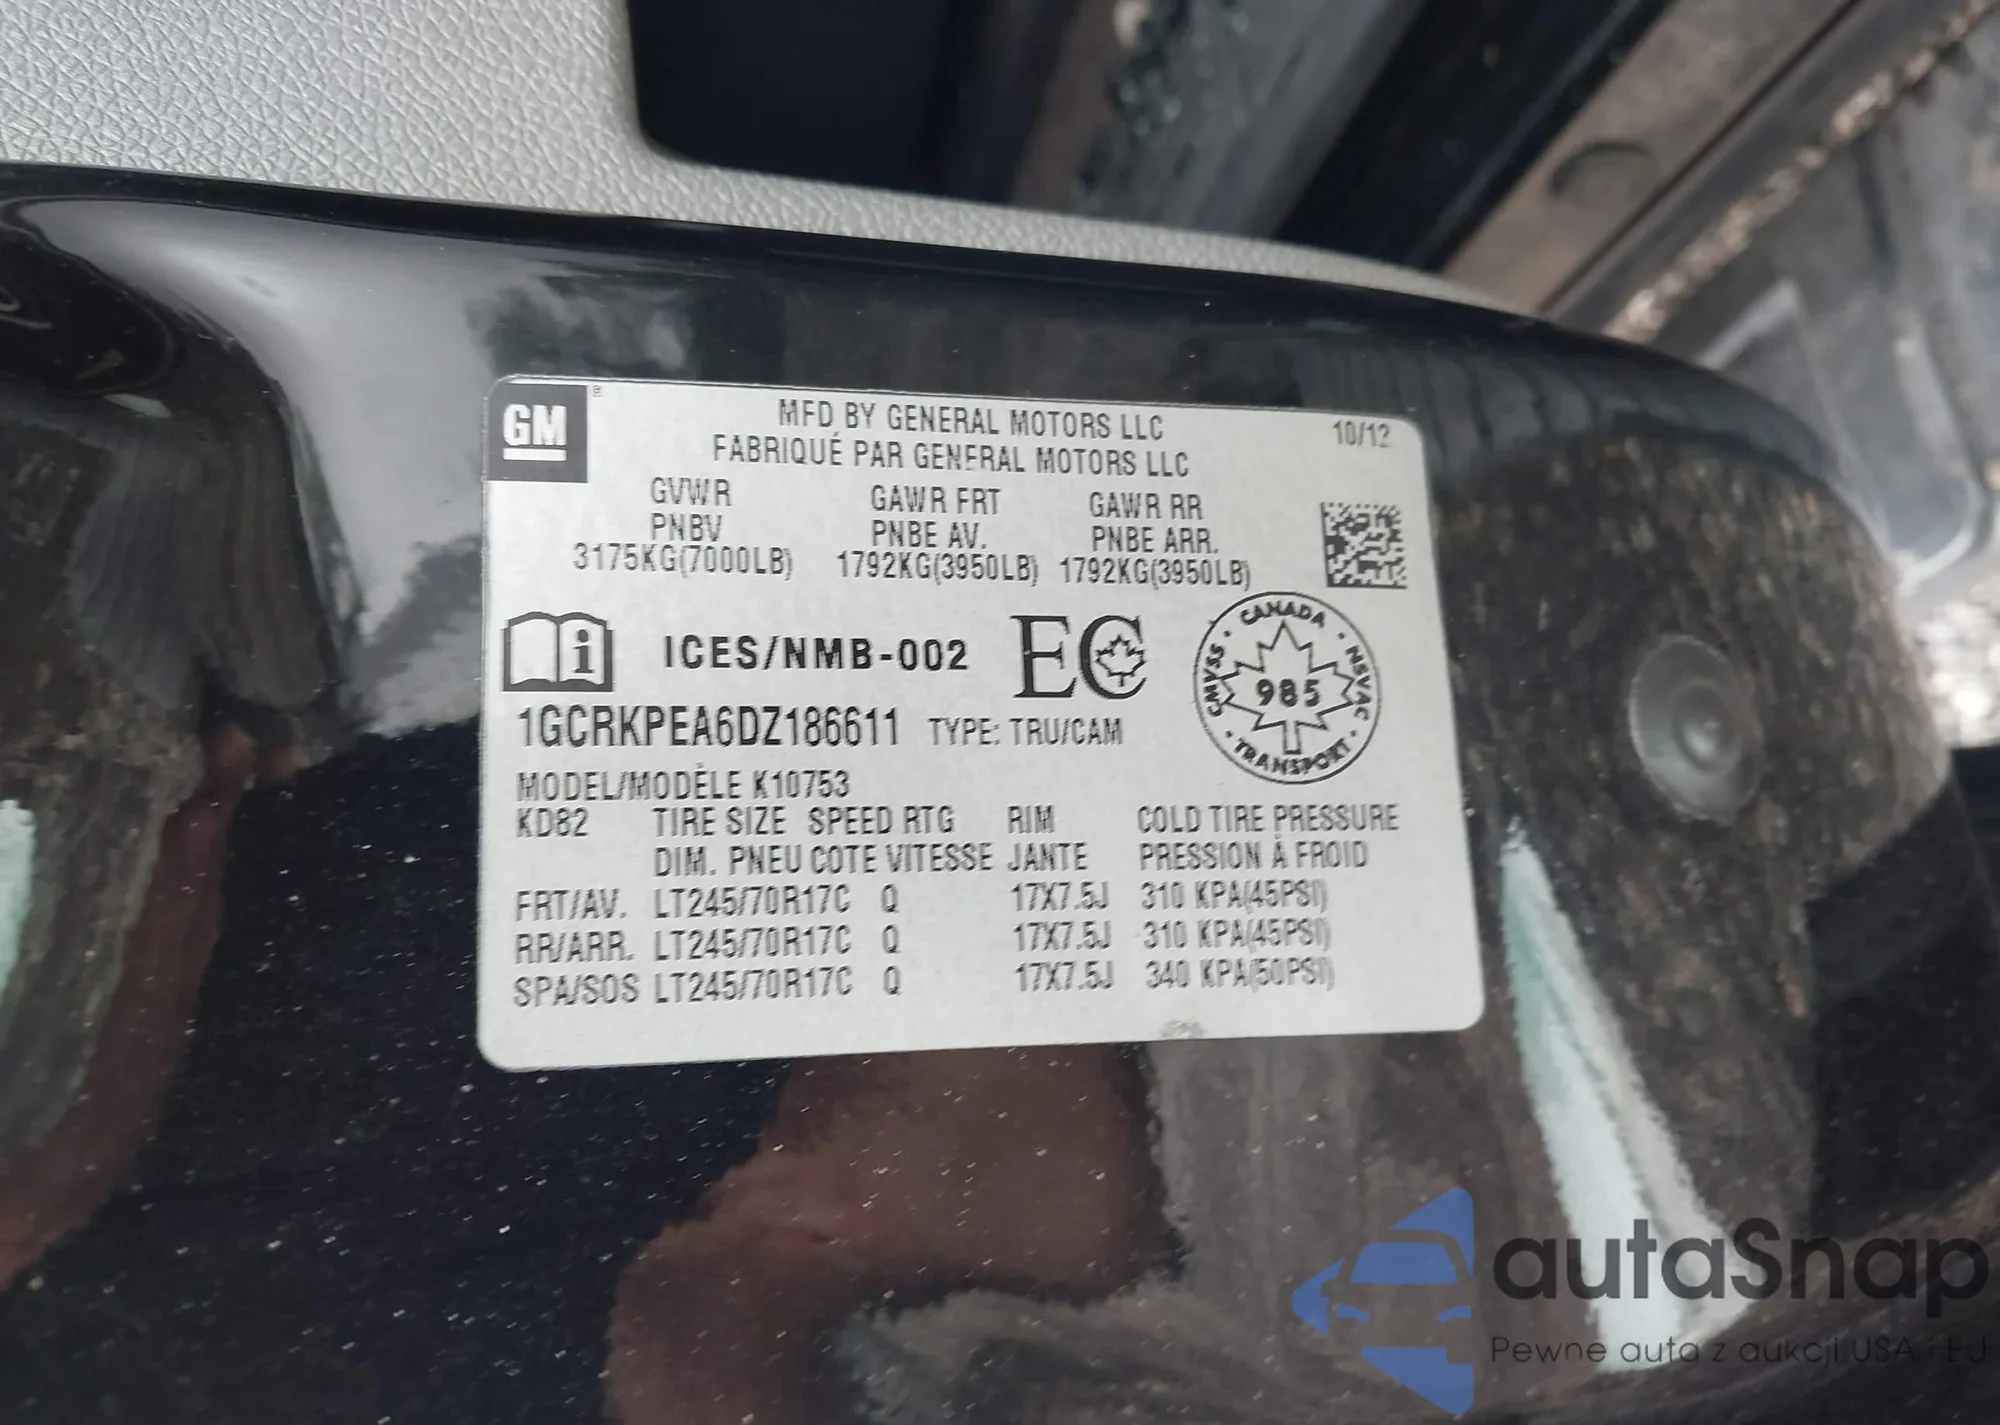 GM
MFD BY GENERAL MOTORS LLC
10/12
FABRIQUÉ PAR GENERAL MOTORS LLC
GVWR GAWR FRT GAWR RR
PNBV PNBE AV. PNBE ARR.
3175KG(7000LB) 1792KG(3950LB) 1792KG(3950LB)
i ICES/NMB-002 EC
CANADA · NSVAC · TRANSPORT · CMVSS ·
985
1GCRKPEA6DZ186611 TYPE: TRU/CAM
MODEL/MODÈLE K10753
KD82 TIRE SIZE SPEED RTG RIM COLD TIRE PRESSURE
DIM. PNEU COTE VITESSE JANTE PRESSION À FROID
FRT/AV. LT245/70R17C Q 17X7.5J 310 KPA(45PSI)
RR/ARR. LT245/70R17C Q 17X7.5J 310 KPA(45PSI)
SPA/SOS LT245/70R17C Q 17X7.5J 340 KPA(50PSI)
autaSnap
Pewne auta z aukcji USA i EU